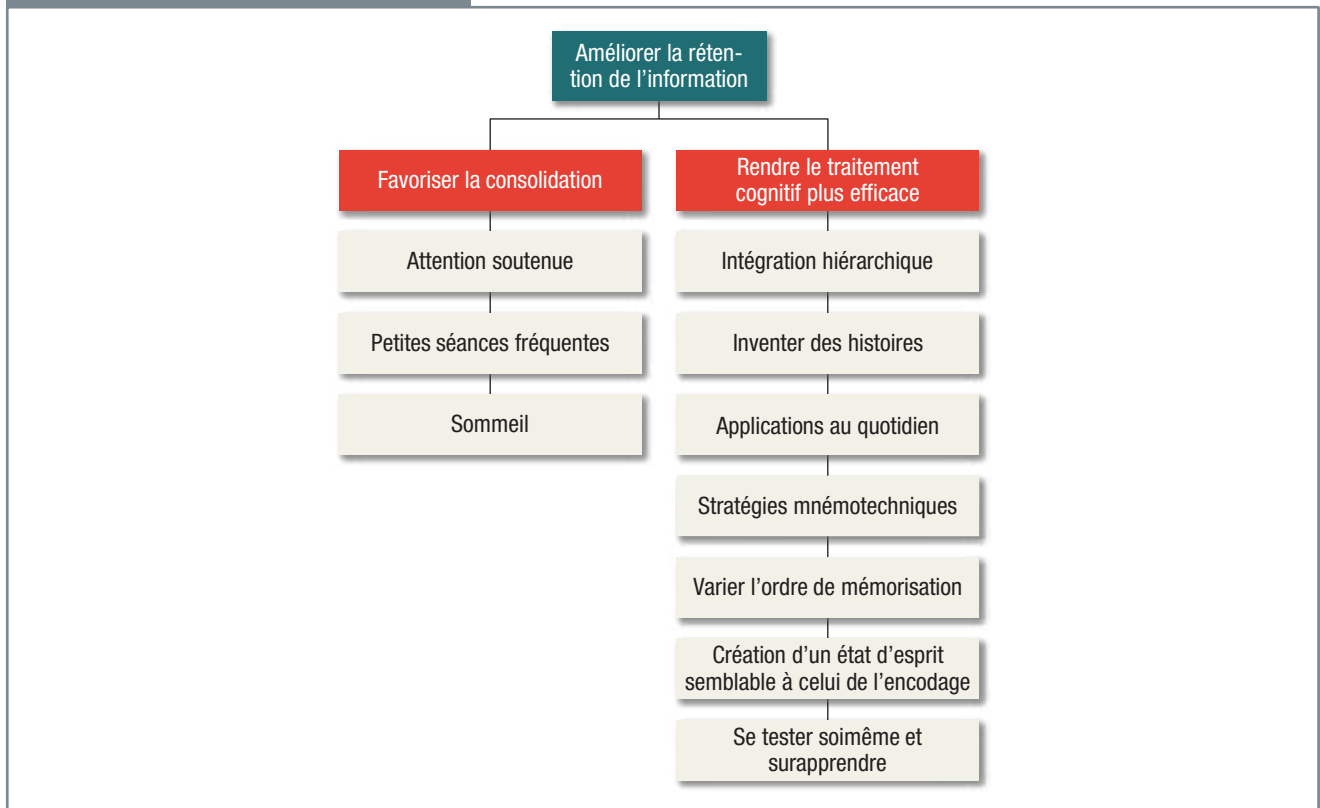 Améliorer la réten-
tion de l'information
Favoriser la consolidation
Attention soutenue
Petites séances fréquentes
Sommeil
Rendre le traitement
cognitif plus efficace
Intégration hiérarchique
Inventer des histoires
Applications au quotidien
Stratégies mnémotechniques
Varier l'ordre de mémorisation
Création d'un état d'esprit
semblable à celui de l'encodage
Se tester soimême et
surapprendre